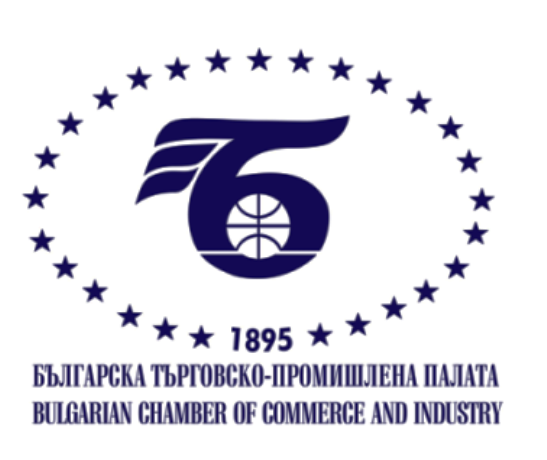 1895
БЪЛГАРСКА ТЪРГОВСКО-ПРОМИШЛЕНА ПАЛАТА
BULGARIAN CHAMBER OF COMMERCE AND INDUSTRY